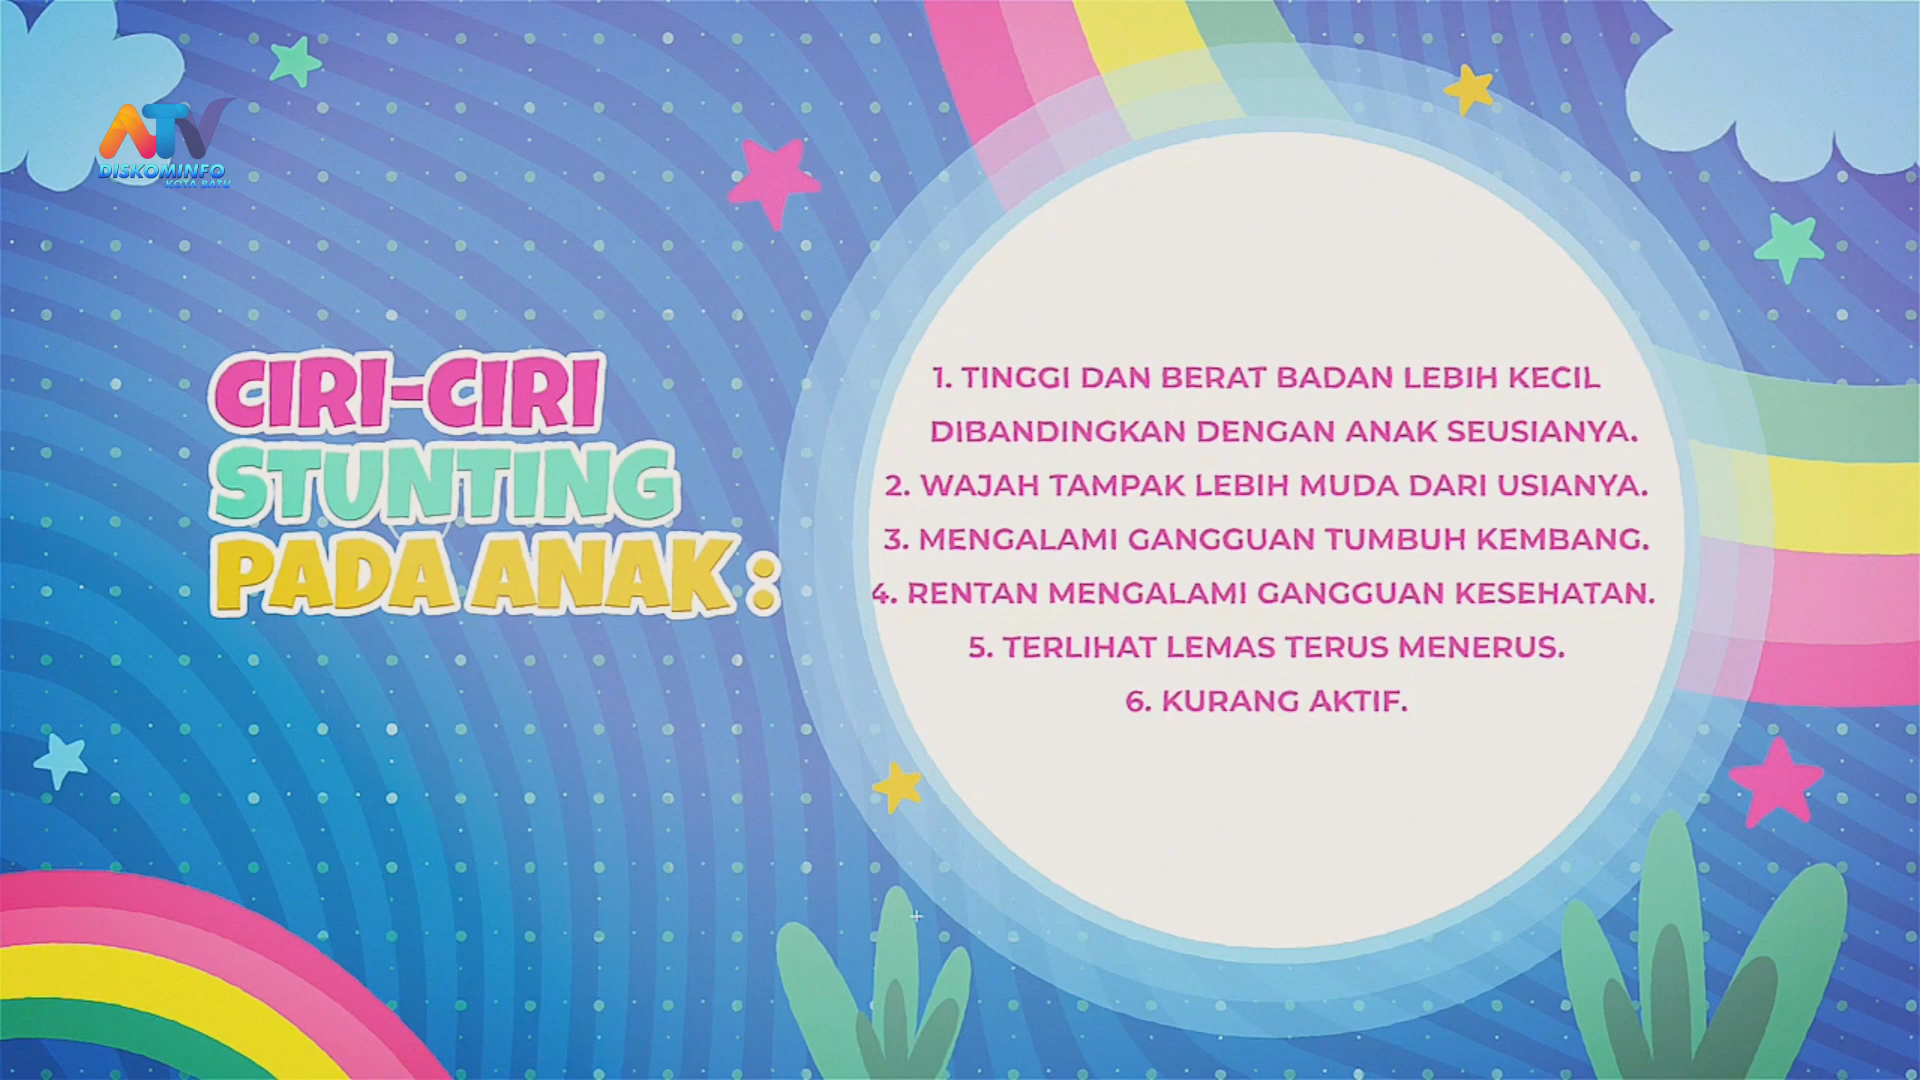 ATV
DISKOMINFO
KOTA BATU
CIRI-CIRI
STUNTING
PADA ANAK :
1. TINGGI DAN BERAT BADAN LEBIH KECIL
DIBANDINGKAN DENGAN ANAK SEUSIANYA.
2. WAJAH TAMPAK LEBIH MUDA DARI USIANYA.
3. MENGALAMI GANGGUAN TUMBUH KEMBANG.
4. RENTAN MENGALAMI GANGGUAN KESEHATAN.
5. TERLIHAT LEMAS TERUS MENERUS.
6. KURANG AKTIF.